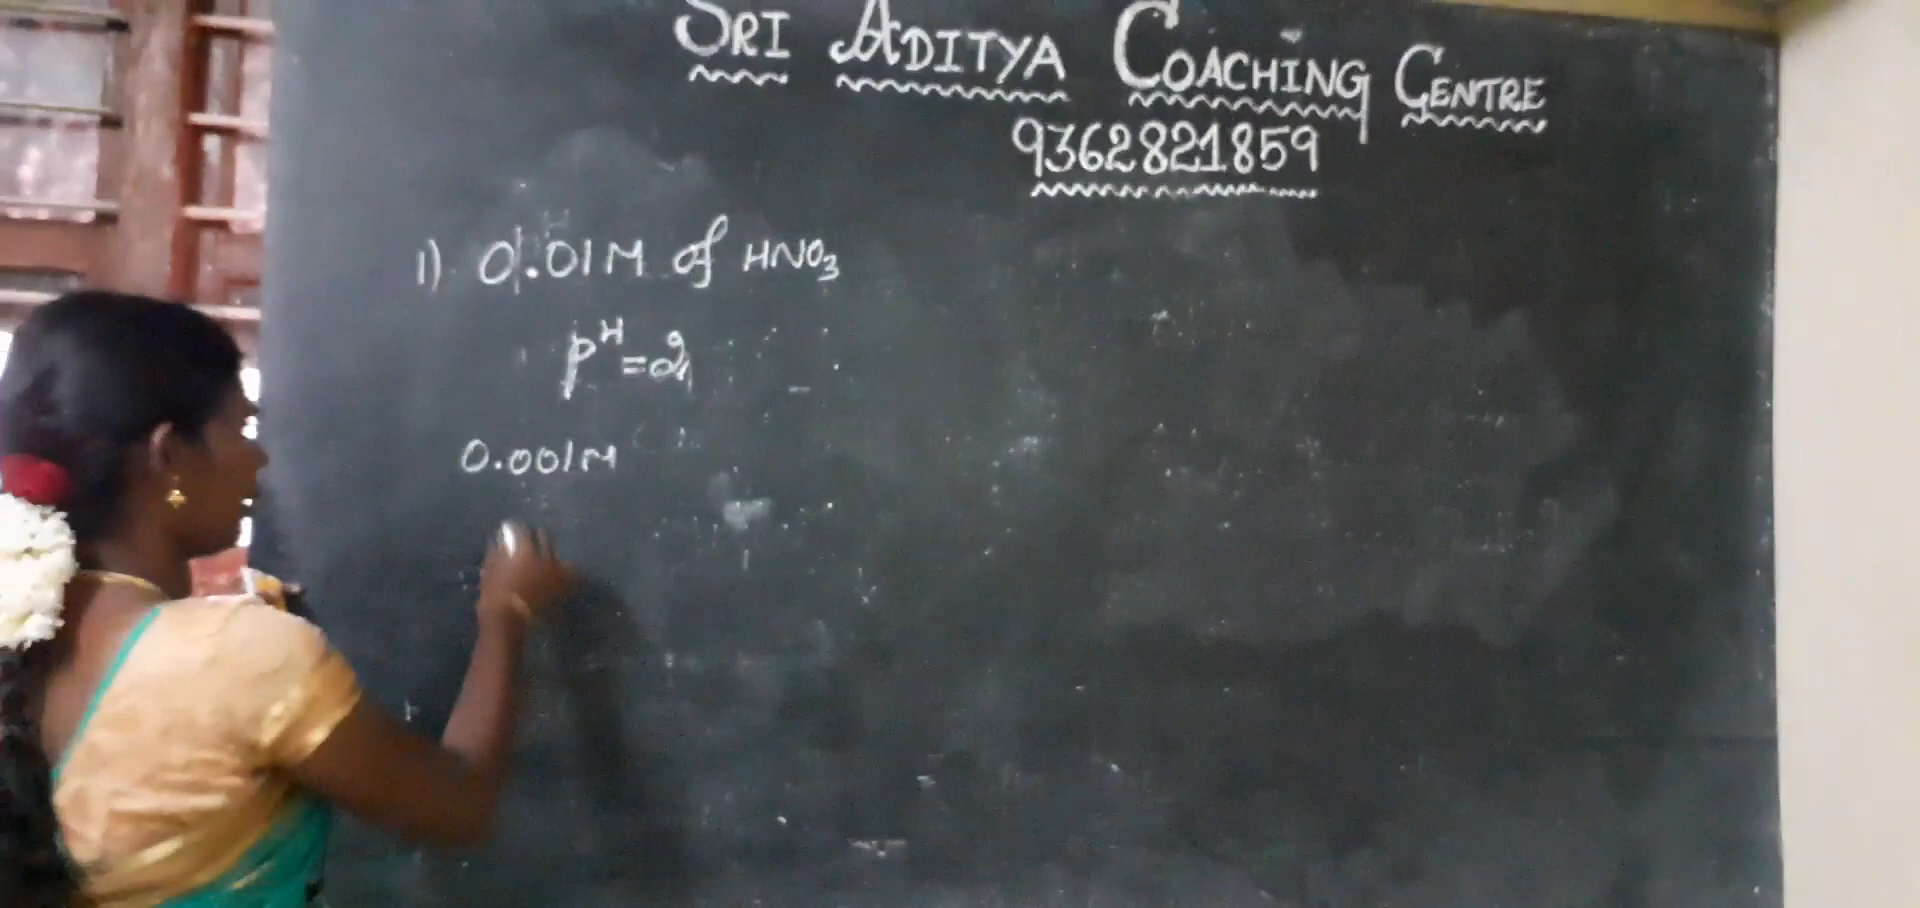 SRI ADITYA COACHING CENTRE
9362821859
1) 0.01M of HNO₃
pᴴ=2
0.001M